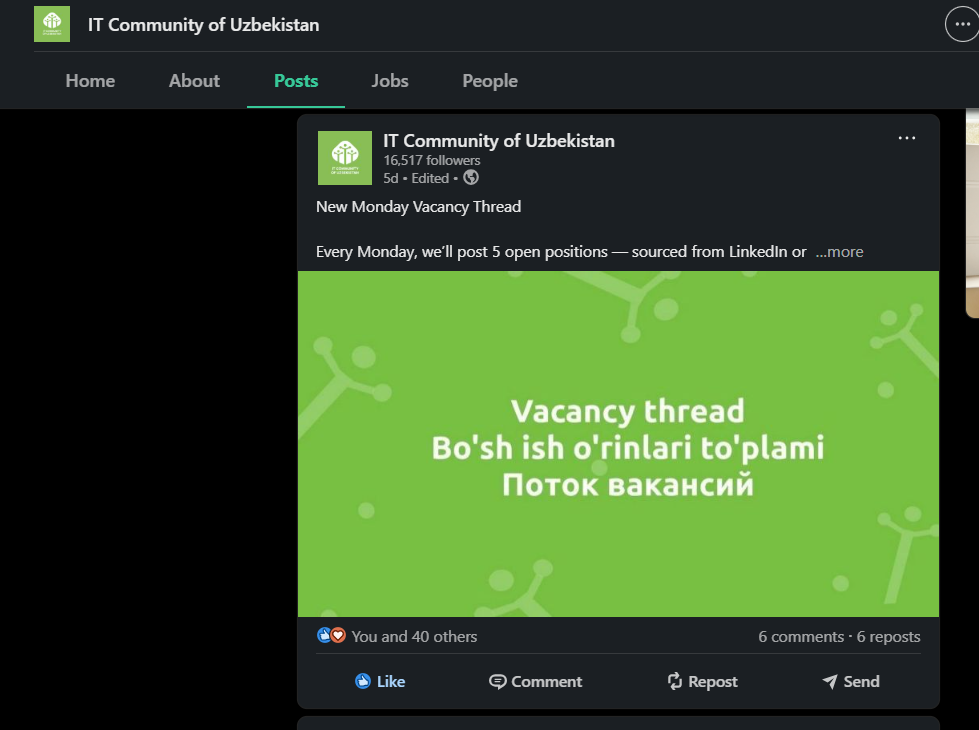 IT Community of Uzbekistan
Home About Posts Jobs People
IT Community of Uzbekistan
16,517 followers
5d • Edited •
New Monday Vacancy Thread
Every Monday, we’ll post 5 open positions — sourced from LinkedIn or ...more
Vacancy thread
Bo'sh ish o'rinlari to'plami
Поток вакансий
You and 40 others
6 comments · 6 reposts
Like Comment Repost Send